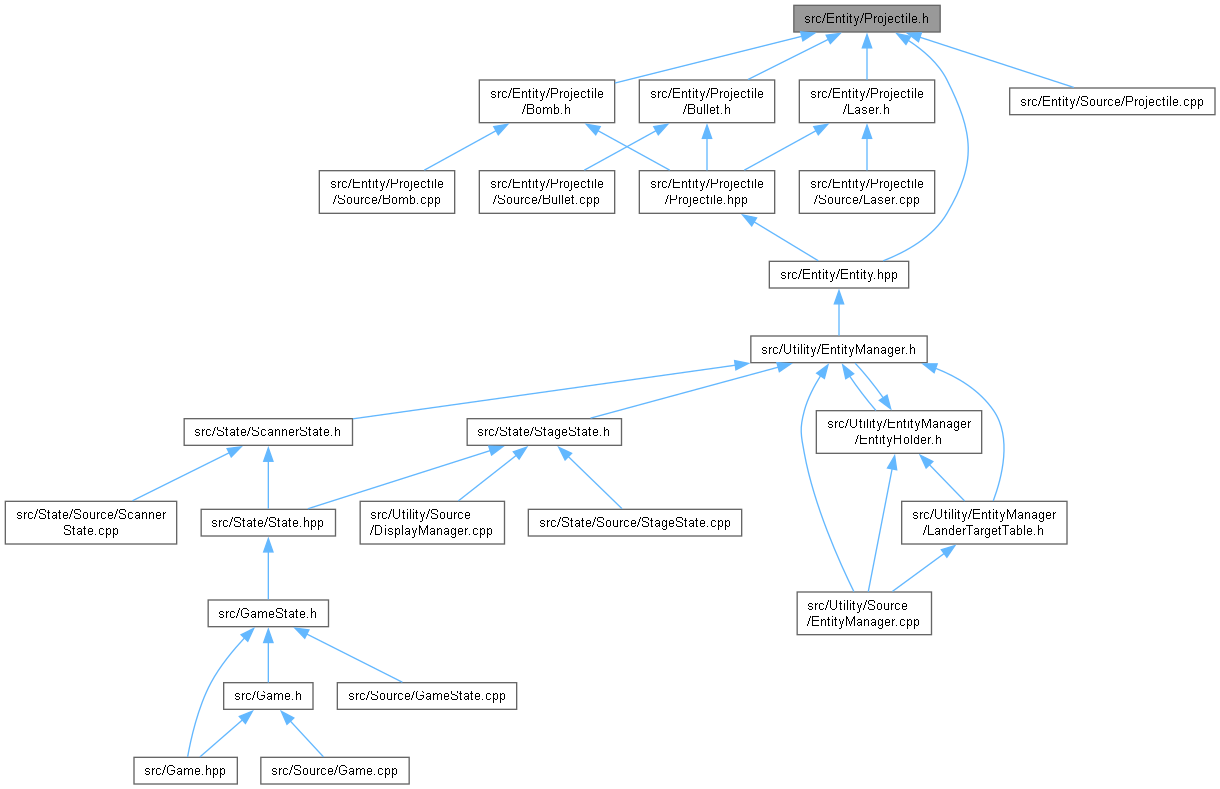 src/Entity/Projectile.h
src/Entity/Projectile
/Bomb.h
src/Entity/Projectile
/Bullet.h
src/Entity/Projectile
/Laser.h
src/Entity/Source/Projectile.cpp
src/Entity/Projectile
/Source/Bomb.cpp
src/Entity/Projectile
/Source/Bullet.cpp
src/Entity/Projectile
/Projectile.hpp
src/Entity/Projectile
/Source/Laser.cpp
src/Entity/Entity.hpp
src/Utility/EntityManager.h
src/State/ScannerState.h
src/State/StageState.h
src/Utility/EntityManager
/EntityHolder.h
src/State/Source/Scanner
State.cpp
src/State/State.hpp
src/Utility/Source
/DisplayManager.cpp
src/State/Source/StageState.cpp
src/Utility/EntityManager
/LanderTargetTable.h
src/GameState.h
src/Utility/Source
/EntityManager.cpp
src/Game.h
src/Source/GameState.cpp
src/Game.hpp
src/Source/Game.cpp